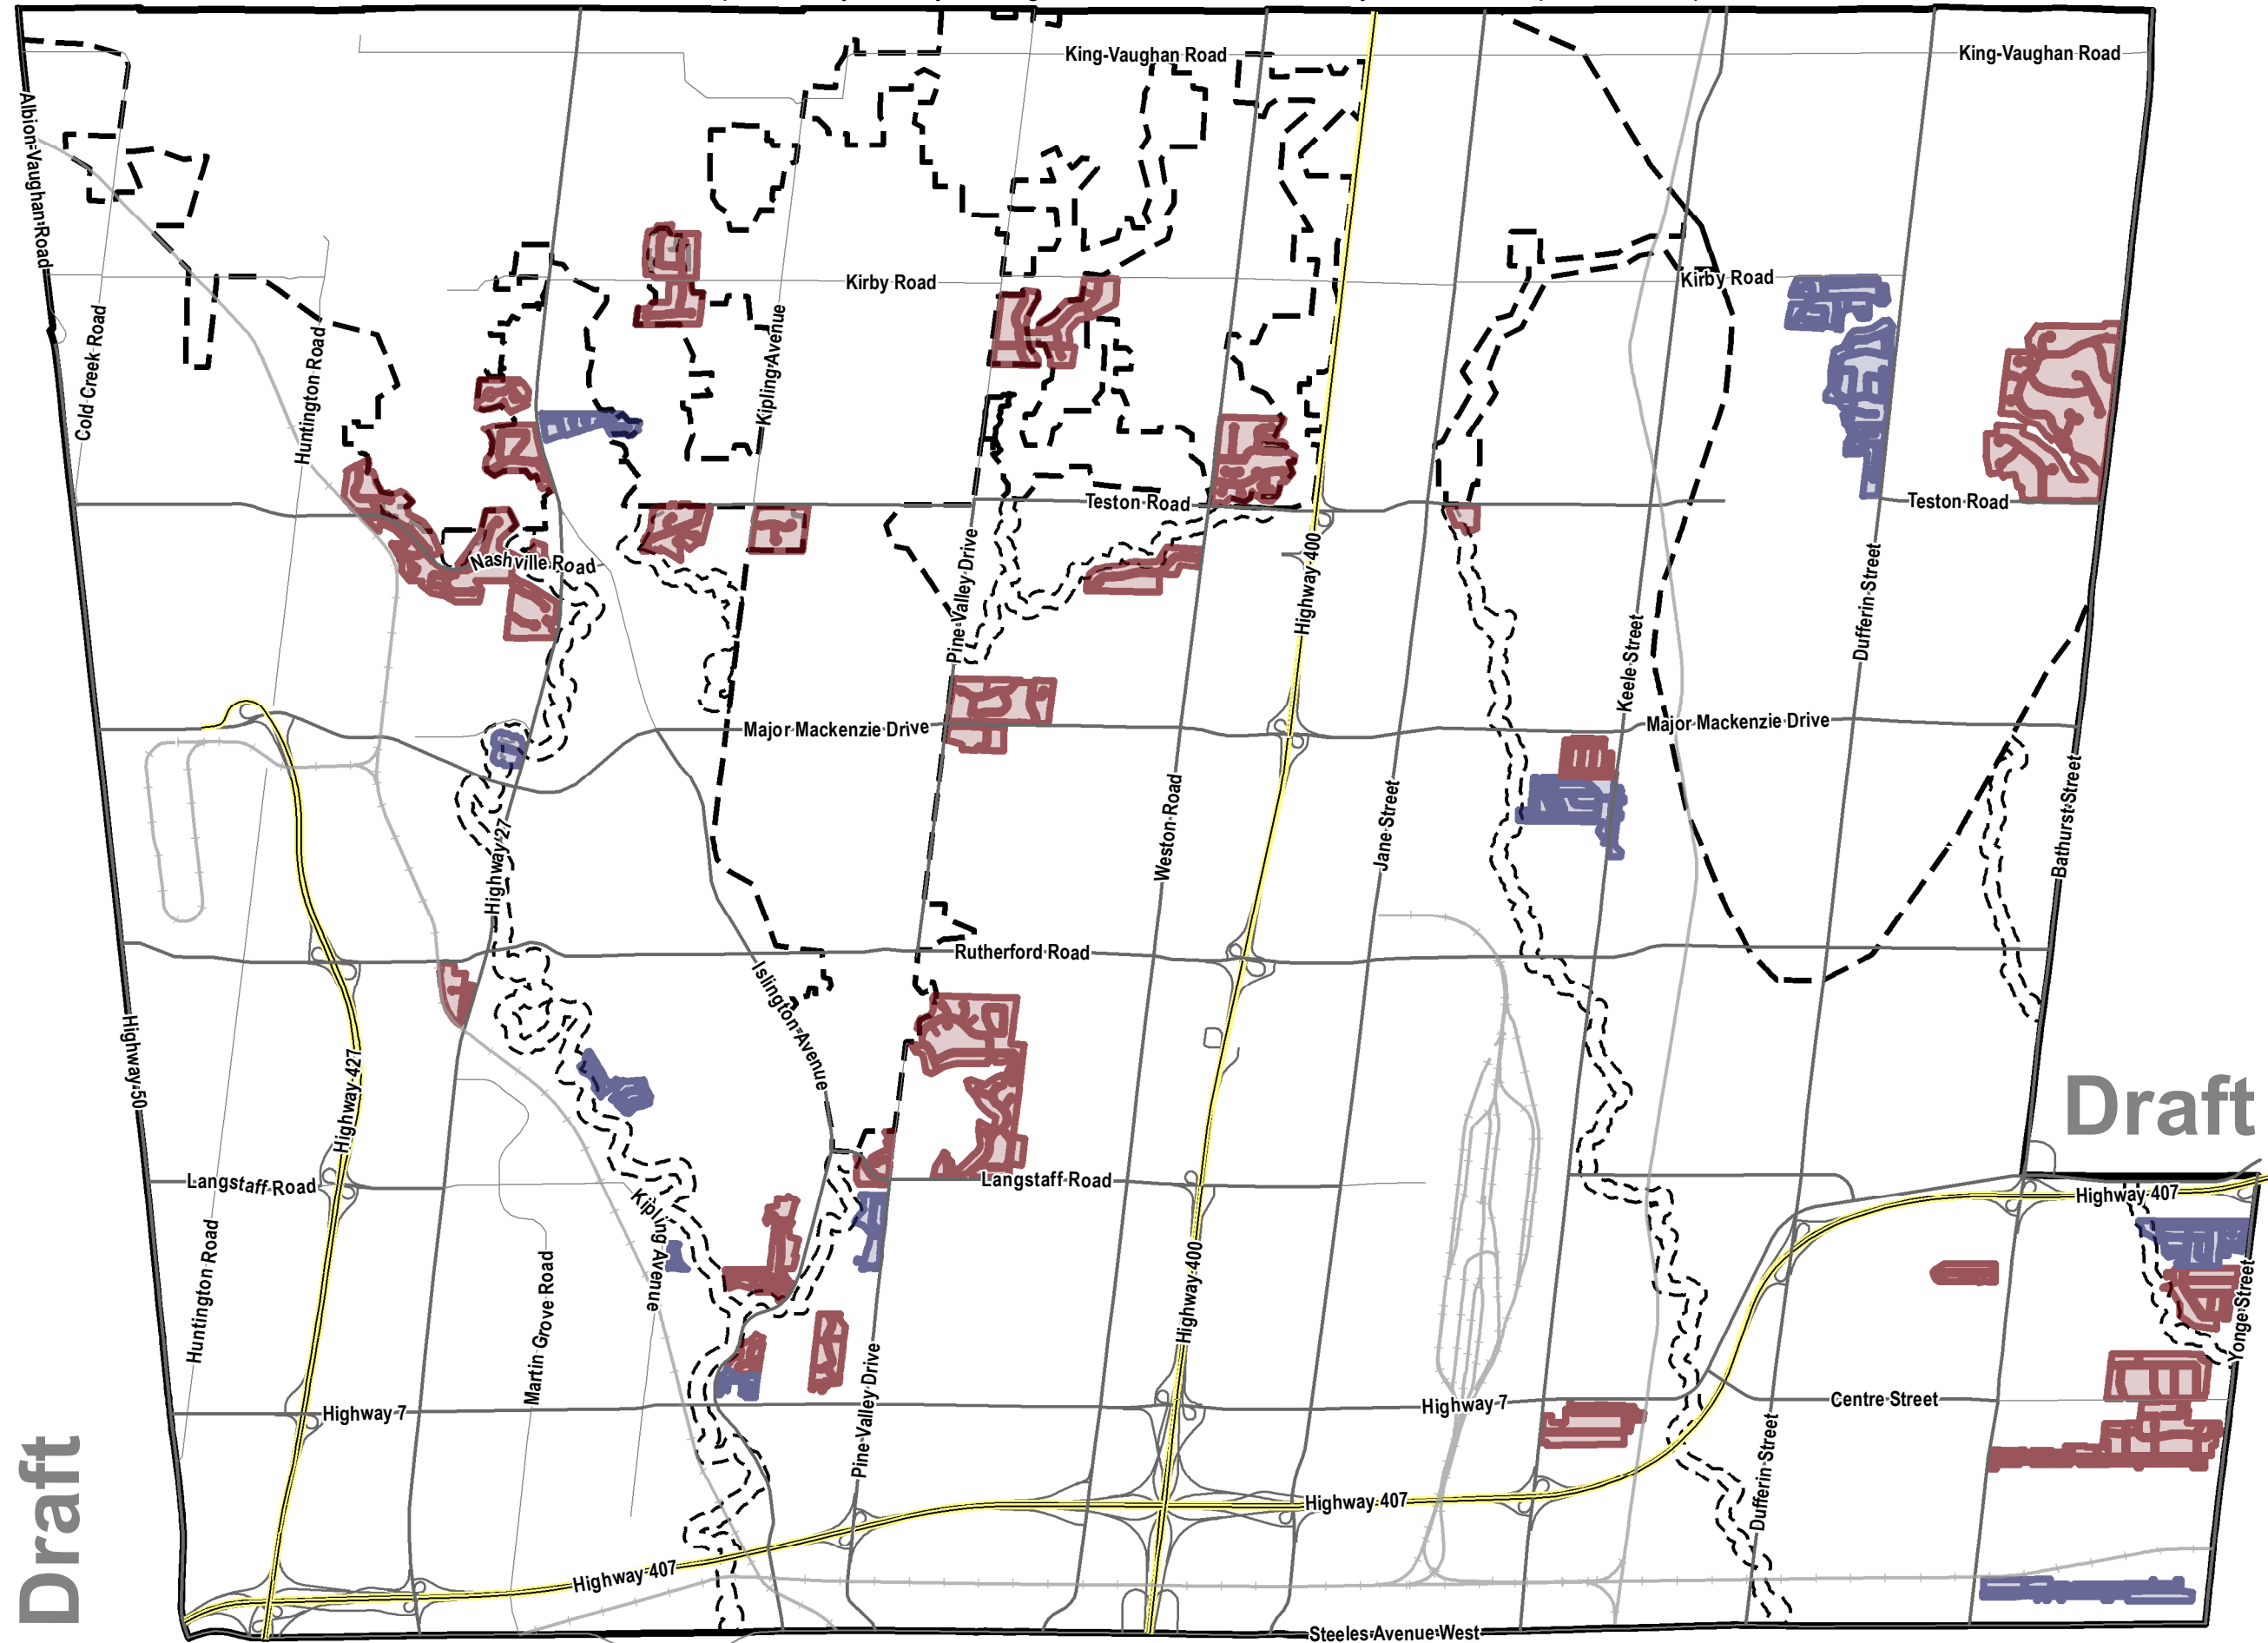 King-Vaughan Road
King-Vaughan Road
Albion-Vaughan Road
Kirby Road
Kirby Road
Cold Creek Road
Huntington Road
Kipling Avenue
Teston Road
Teston Road
Nashville Road
Pine Valley Drive
Highway 400
Keele Street
Dufferin Street
Major Mackenzie Drive
Major Mackenzie Drive
Weston Road
Jane Street
Bathurst Street
Highway 27
Rutherford Road
Islington Avenue
Highway 50
Highway 427
Draft
Langstaff Road
Langstaff Road
Highway 407
Kipling Avenue
Huntington Road
Martin Grove Road
Highway 400
Yonge Street
Pine Valley Drive
Highway 7
Highway 7
Centre Street
Dufferin Street
Draft
Highway 407
Highway 407
Steeles Avenue West